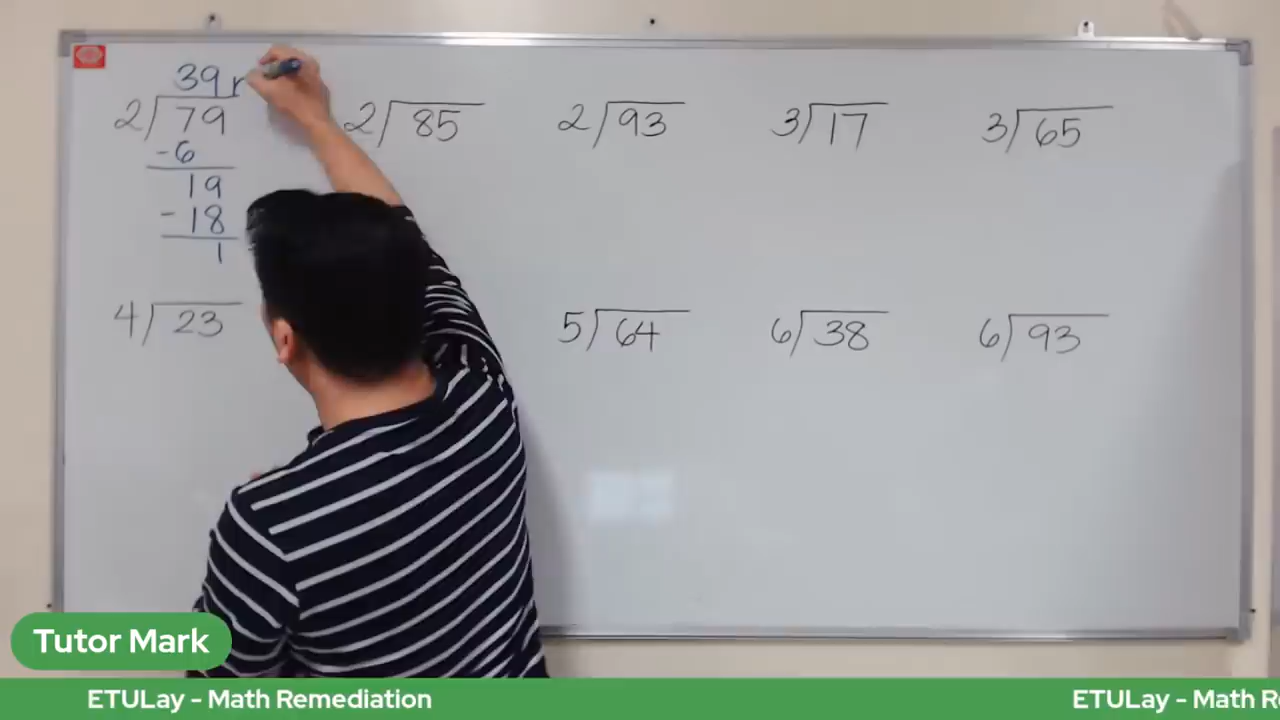 39 r
2)79 2)85 2)93 3)17 3)65
-6
19
-18
1
4)23 5)64 6)38 6)93
Tutor Mark
ETULay - Math Remediation ETULay - Math R